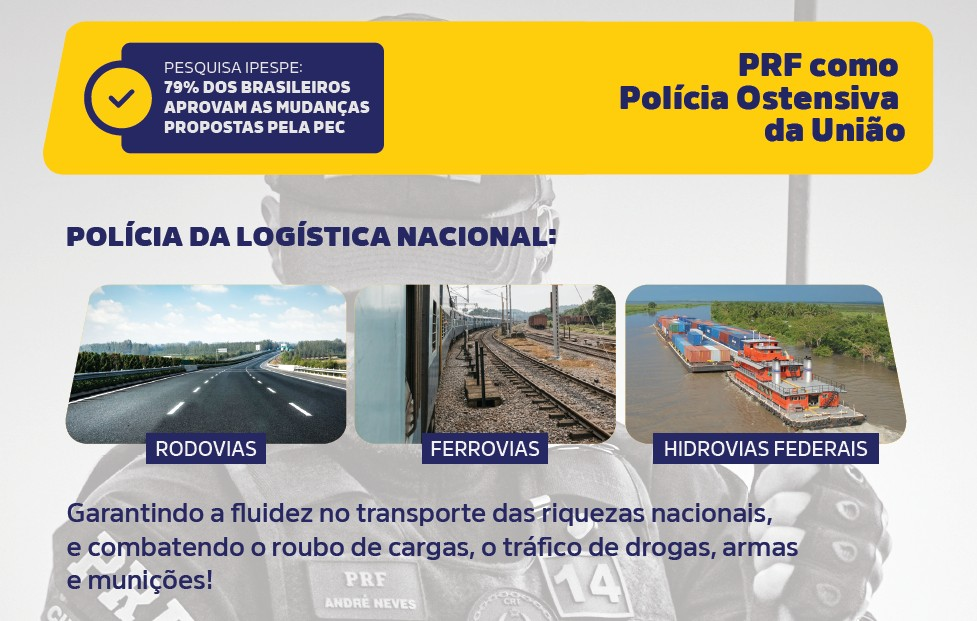 PESQUISA IPESPE:
79% DOS BRASILEIROS
APROVAM AS MUDANÇAS
PROPOSTAS PELA PEC
PRF como
Polícia Ostensiva
da União
POLÍCIA DA LOGÍSTICA NACIONAL:
RODOVIAS
FERROVIAS
HIDROVIAS FEDERAIS
Garantindo a fluidez no transporte das riquezas nacionais,
e combatendo o roubo de cargas, o tráfico de drogas, armas
e munições!
PRF
ANDRÉ NEVES
14
PRF